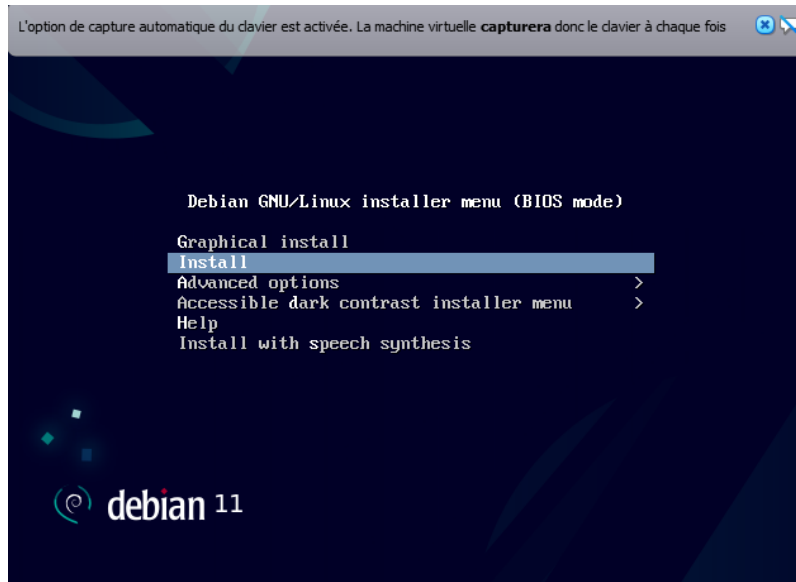 L'option de capture automatique du clavier est activée. La machine virtuelle capturera donc le clavier à chaque fois
Debian GNU/Linux installer menu (BIOS mode)
Graphical install
Install
Advanced options >
Accessible dark contrast installer menu >
Help
Install with speech synthesis
debian 11